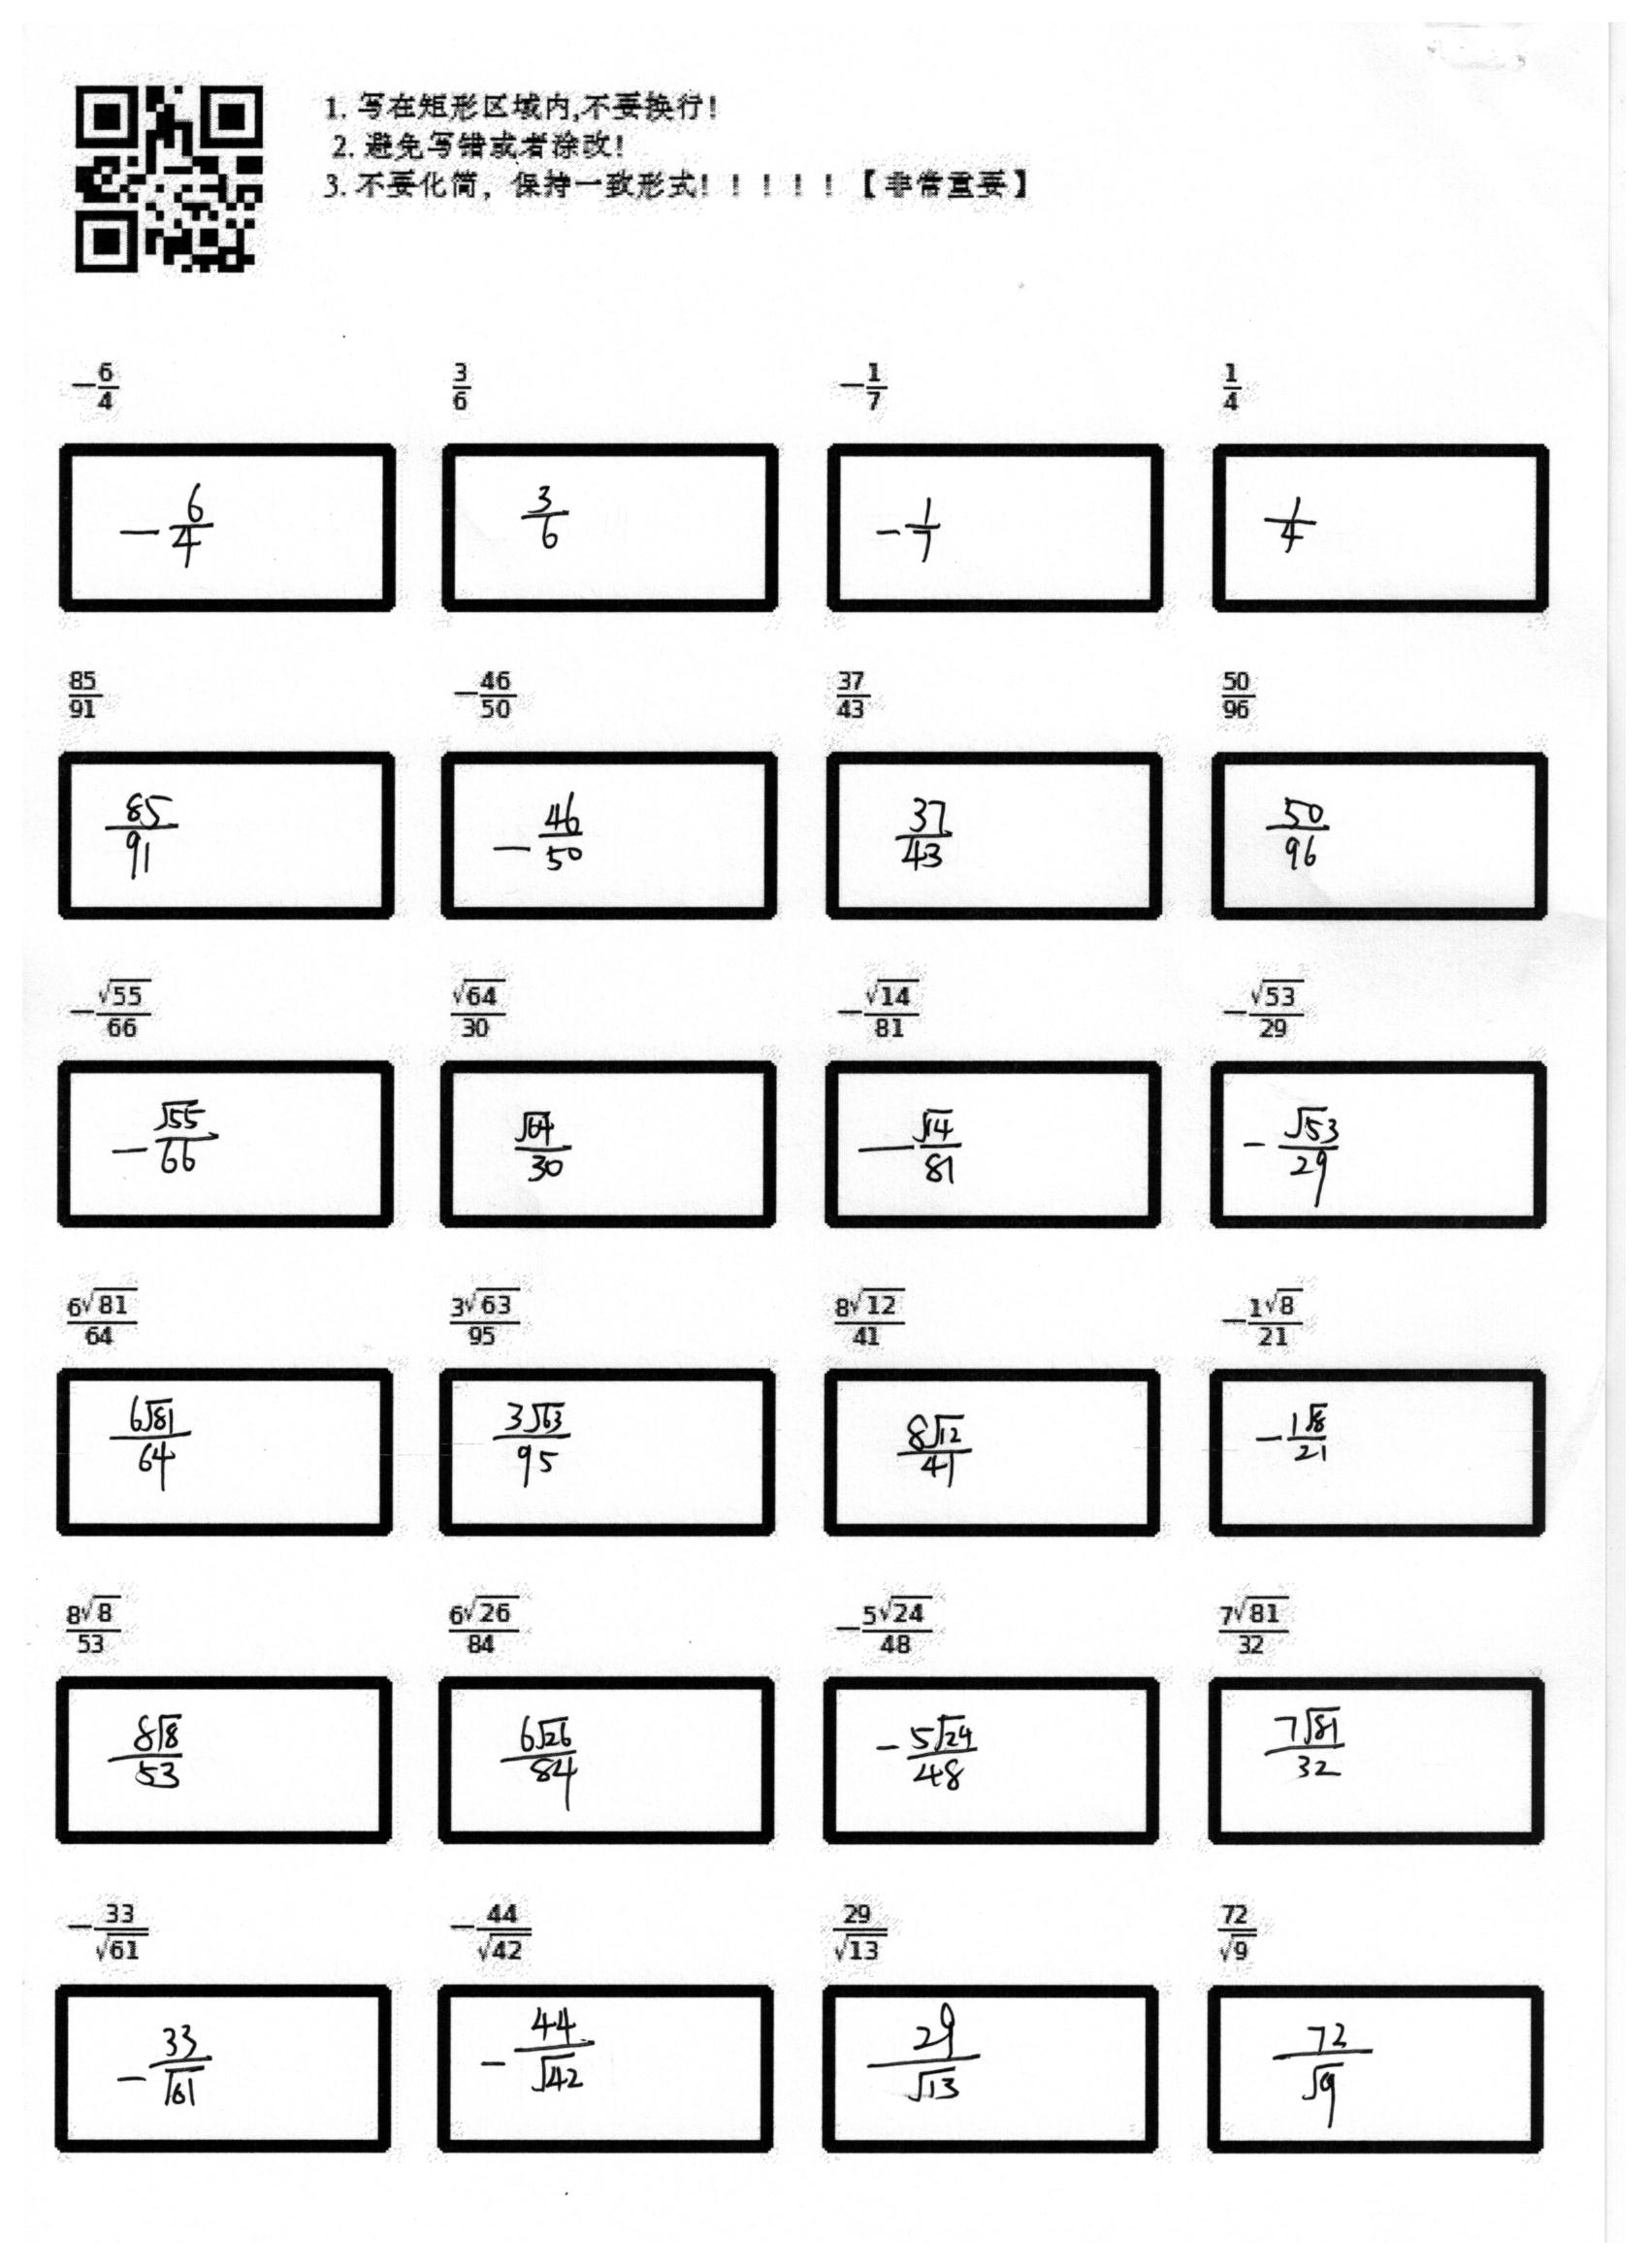 1. 写在矩形区域内,不要换行!
2. 避免写错或者涂改!
3. 不要化简，保持一致形式！！！！！【非常重要】
-\frac{6}{4} \frac{3}{6} -\frac{1}{7} \frac{1}{4}
-\frac{6}{4} \frac{3}{6} -\frac{1}{7} \frac{1}{4}
\frac{85}{91} -\frac{46}{50} \frac{37}{43} \frac{50}{96}
\frac{85}{91} -\frac{46}{50} \frac{37}{43} \frac{50}{96}
-\frac{\sqrt{55}}{66} \frac{\sqrt{64}}{30} -\frac{\sqrt{14}}{81} -\frac{\sqrt{53}}{29}
-\frac{\sqrt{55}}{66} \frac{\sqrt{64}}{30} -\frac{\sqrt{14}}{81} -\frac{\sqrt{53}}{29}
\frac{6\sqrt{81}}{64} \frac{3\sqrt{63}}{95} \frac{8\sqrt{12}}{41} -\frac{1\sqrt{8}}{21}
\frac{6\sqrt{81}}{64} \frac{3\sqrt{63}}{95} \frac{8\sqrt{12}}{41} -\frac{1\sqrt{8}}{21}
\frac{8\sqrt{8}}{53} \frac{6\sqrt{26}}{84} -\frac{5\sqrt{24}}{48} \frac{7\sqrt{81}}{32}
\frac{8\sqrt{8}}{53} \frac{6\sqrt{26}}{84} -\frac{5\sqrt{24}}{48} \frac{7\sqrt{81}}{32}
-\frac{33}{\sqrt{61}} -\frac{44}{\sqrt{42}} \frac{29}{\sqrt{13}} \frac{72}{\sqrt{9}}
-\frac{33}{\sqrt{61}} -\frac{44}{\sqrt{42}} \frac{29}{\sqrt{13}} \frac{72}{\sqrt{9}}